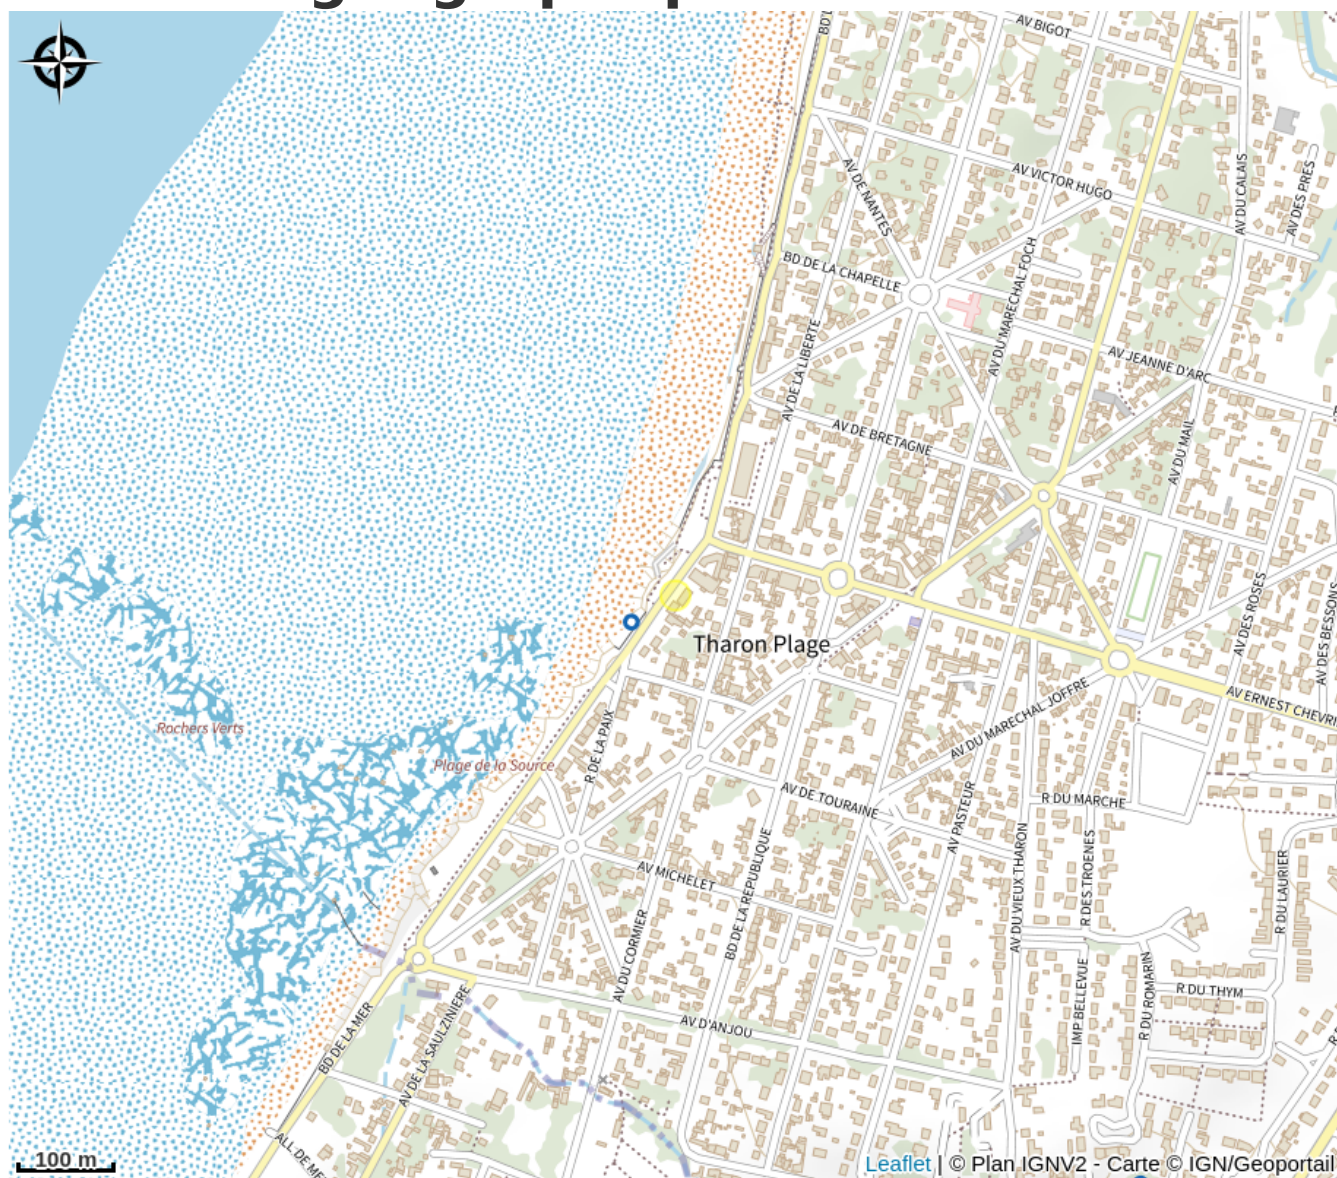 BD
AV BIGOT
AV VICTOR HUGO
AV DU CALAIS
AV DES PRES
AV DE NANTES
BD DE LA CHAPELLE
AV DU MARECHAL FOCH
AV DE LA LIBERTE
AV JEANNE D'ARC
AV DE BRETAGNE
AV DU MAIL
AV DES ROSES
AV DES BESSONS
Tharon Plage
AV ERNEST CHEVRI
Rochers Verts
Plage de la Source
R DE LA PAIX
AV DU MARECHAL JOFFRE
AV DE TOURAINE
AV PASTEUR
R DU MARCHE
AV MICHELET
BD DE LA REPUBLIQUE
AV DU VIEUX THARON
R DES TROENES
R DU LAURIER
AV DU CORMIER
R DU THYM
R DU ROMARIN
IMP BELLEVUE
AV D'ANJOU
BD DE LA MER
AV DE LA SAULZINIERE
ALL DE ME
100 m
Leaflet | © Plan IGNV2 - Carte © IGN/Geoportail